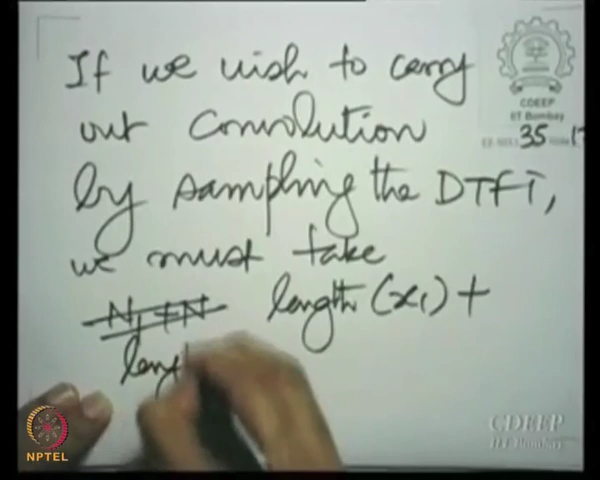 If we wish to carry
out convolution
by sampling the DTFT,
we must take
N1+N length (x1) +
leng
CDEEP
IIT Bombay
35
CDEEP
IIT Bombay
NPTEL